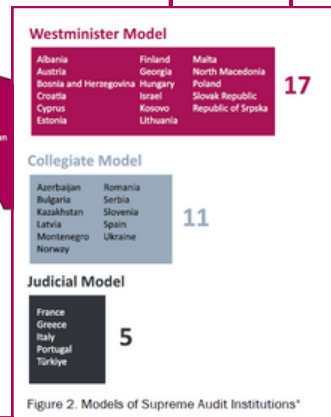 Westminister Model
Albania Finland Malta
Austria Georgia North Macedonia
Bosnia and Herzegovina Hungary Poland
Croatia Israel Slovak Republic
Cyprus Kosovo Republic of Srpska
Estonia Lithuania
17
Collegiate Model
Azerbaijan Romania
Bulgaria Serbia
Kazakhstan Slovenia
Latvia Spain
Montenegro Ukraine
Norway
11
Judicial Model
France
Greece
Italy
Portugal
Türkiye
5
Figure 2. Models of Supreme Audit Institutions*